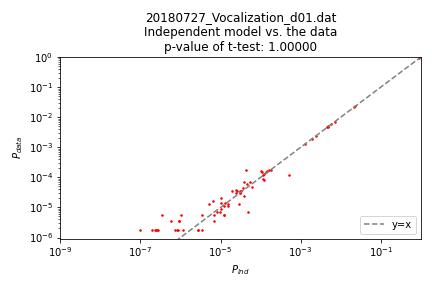 20180727_Vocalization_d01.dat
Independent model vs. the data
p-value of t-test: 1.00000
10⁰
10⁻¹
10⁻²
10⁻³
10⁻⁴
10⁻⁵
10⁻⁶
P_data
10⁻⁹
10⁻⁷
10⁻⁵
10⁻³
10⁻¹
P_ind
y=x